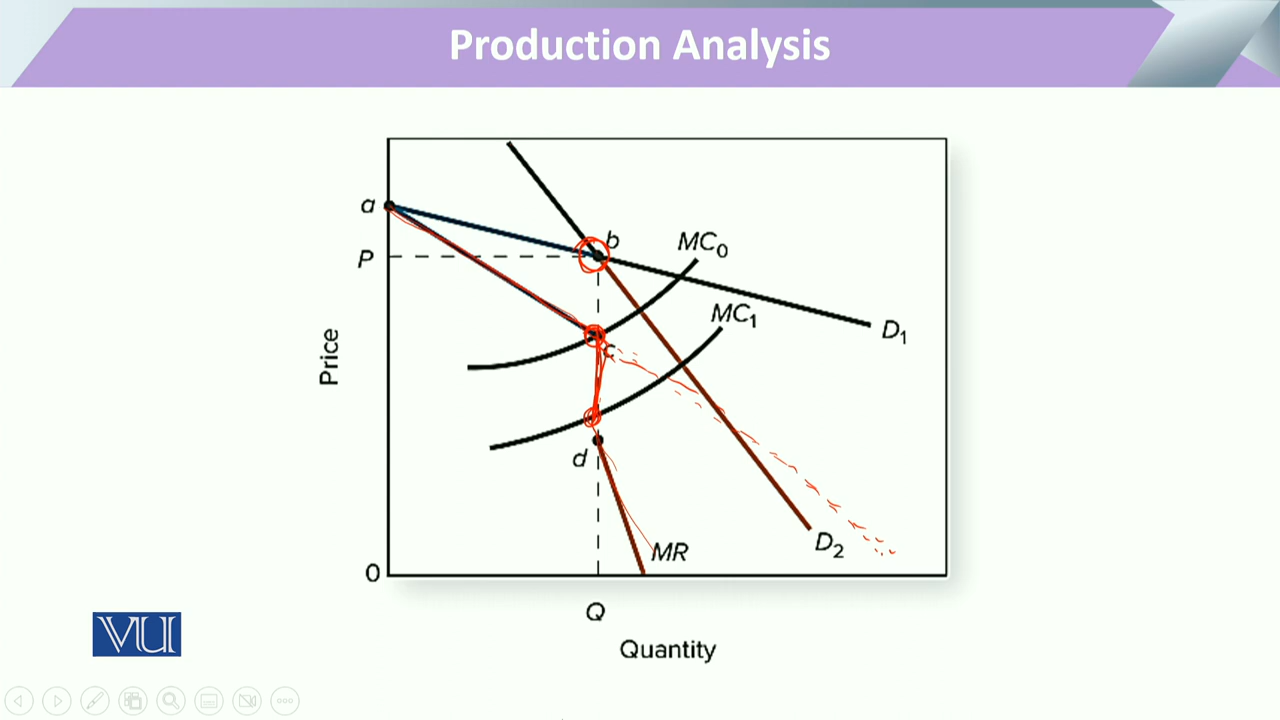 Production Analysis
a
b
P
MC0
MC1
D1
Price
c
d
D2
MR
0
Q
Quantity
VU